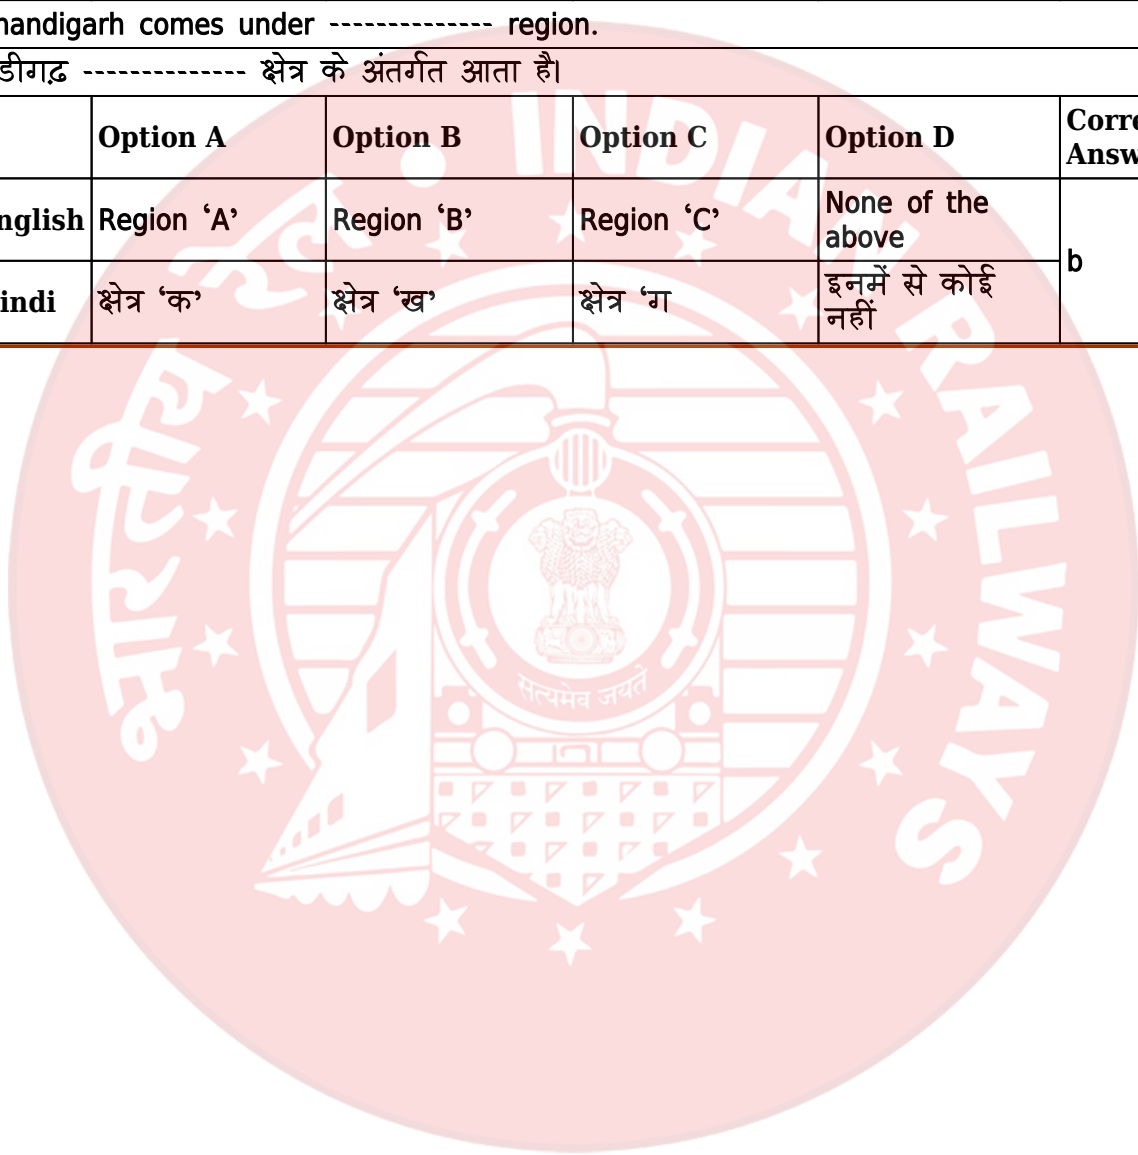 handigarh comes under -------------- region.
डीगढ़ -------------- क्षेत्र के अंतर्गत आता है।
Option A Option B Option C Option D Corre
Answ
nglish Region ‘A’ Region ‘B’ Region ‘C’ None of the
above
b
indi क्षेत्र ‘क’ क्षेत्र ‘ख’ क्षेत्र ‘ग इनमें से कोई
नहीं
भारतीय रेल • INDIAN RAILWAYS
सत्यमेव जयते